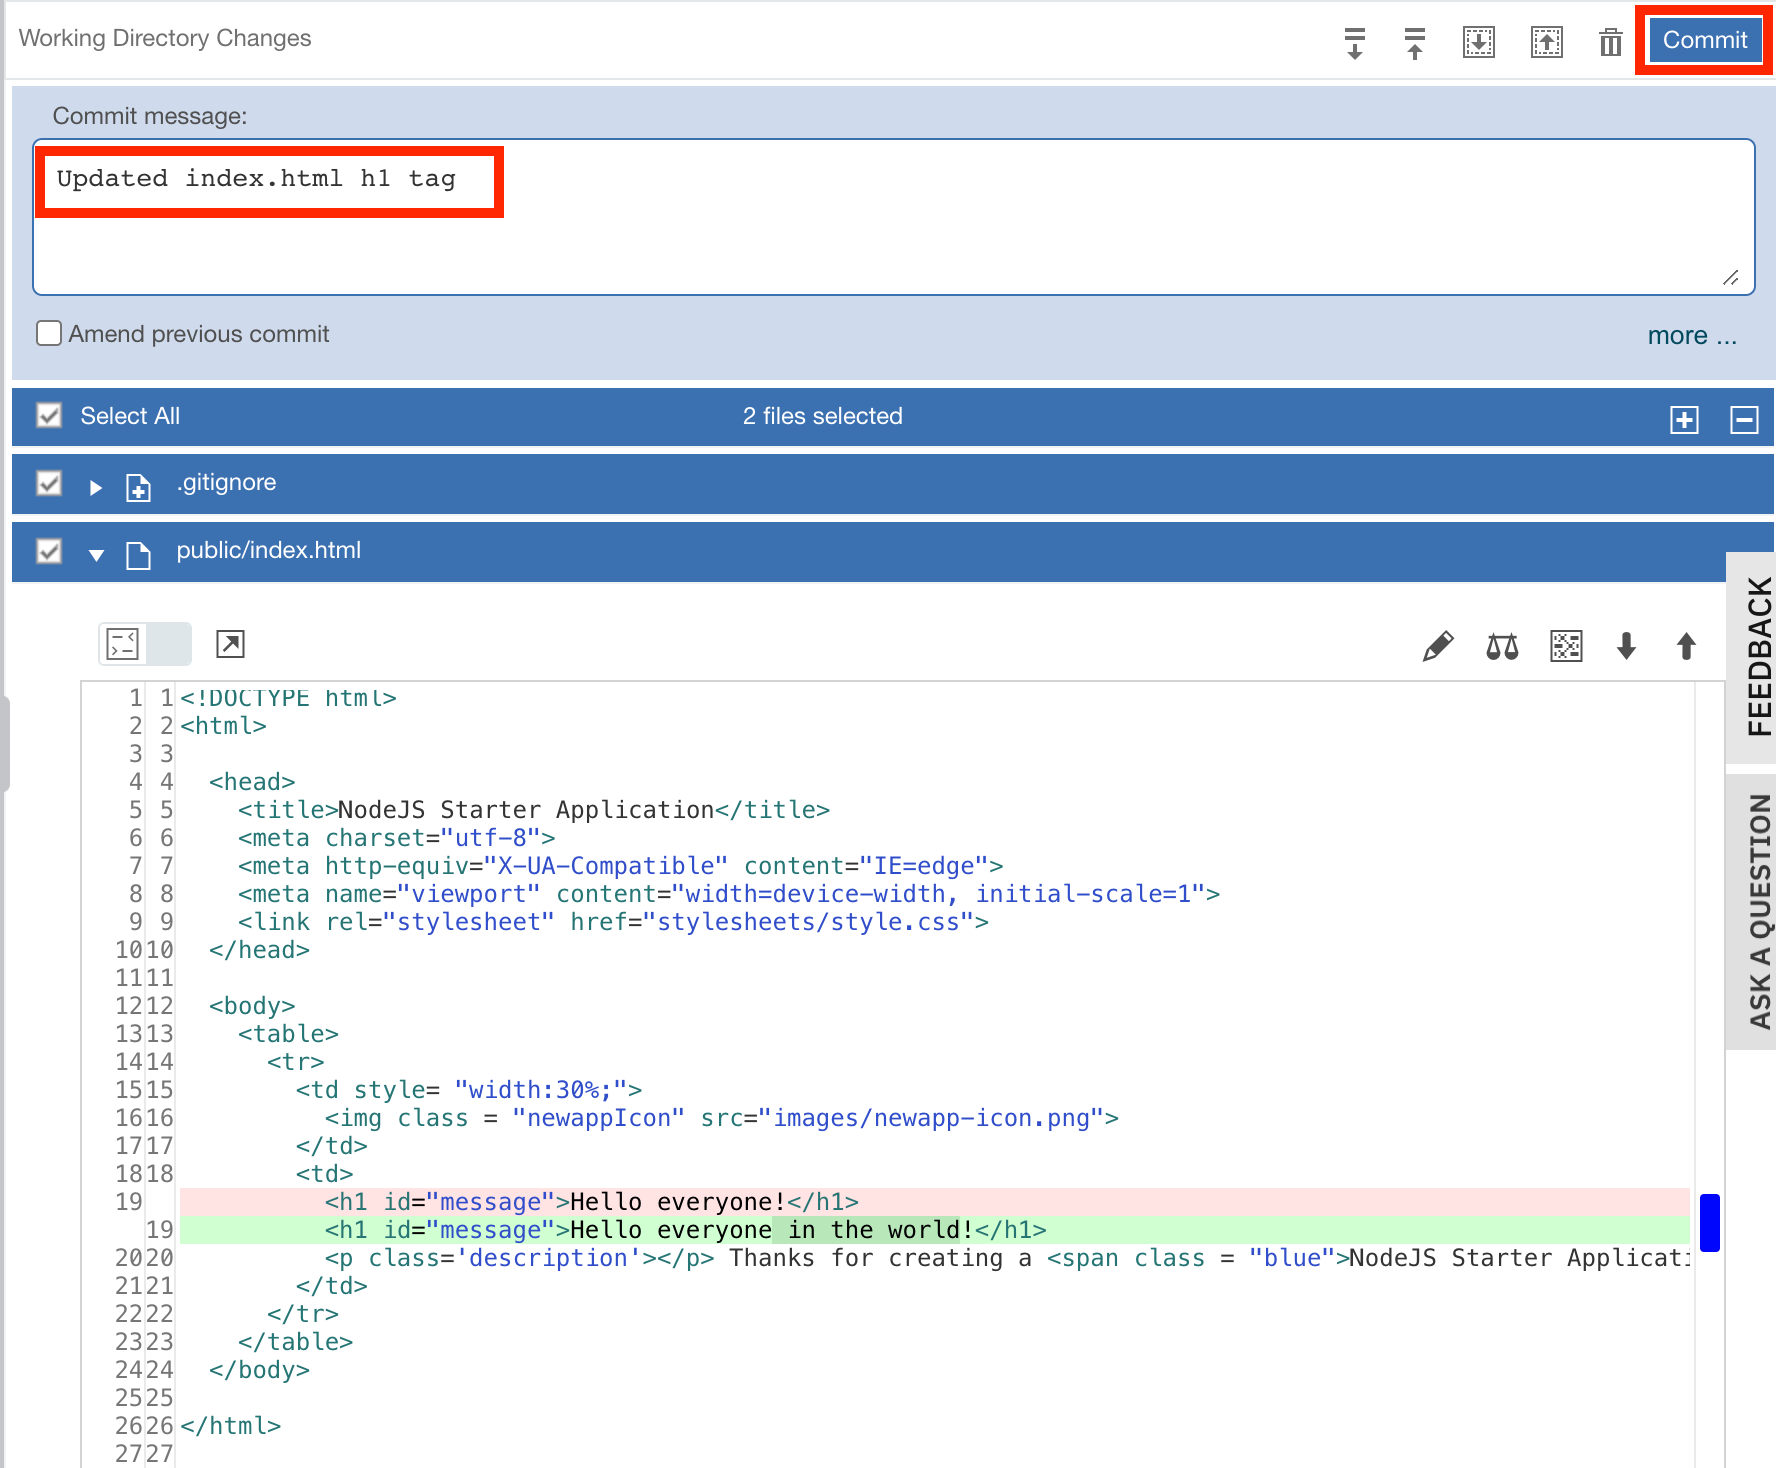 Working Directory Changes
Commit
Commit message:
Updated index.html h1 tag
Amend previous commit
more ...
Select All 2 files selected
.gitignore
public/index.html
FEEDBACK
ASK A QUESTION
1 1 <!DOCTYPE html>
2 2 <html>
3 3
4 4   <head>
5 5     <title>NodeJS Starter Application</title>
6 6     <meta charset="utf-8">
7 7     <meta http-equiv="X-UA-Compatible" content="IE=edge">
8 8     <meta name="viewport" content="width=device-width, initial-scale=1">
9 9     <link rel="stylesheet" href="stylesheets/style.css">
10 10   </head>
11 11
12 12   <body>
13 13     <table>
14 14       <tr>
15 15         <td style= "width:30%;">
16 16           <img class = "newappIcon" src="images/newapp-icon.png">
17 17         </td>
18 18         <td>
19           <h1 id="message">Hello everyone!</h1>
19           <h1 id="message">Hello everyone in the world!</h1>
20 20           <p class='description'></p> Thanks for creating a <span class = "blue">NodeJS Starter Applicati
21 21         </td>
22 22       </tr>
23 23     </table>
24 24   </body>
25 25
26 26 </html>
27 27